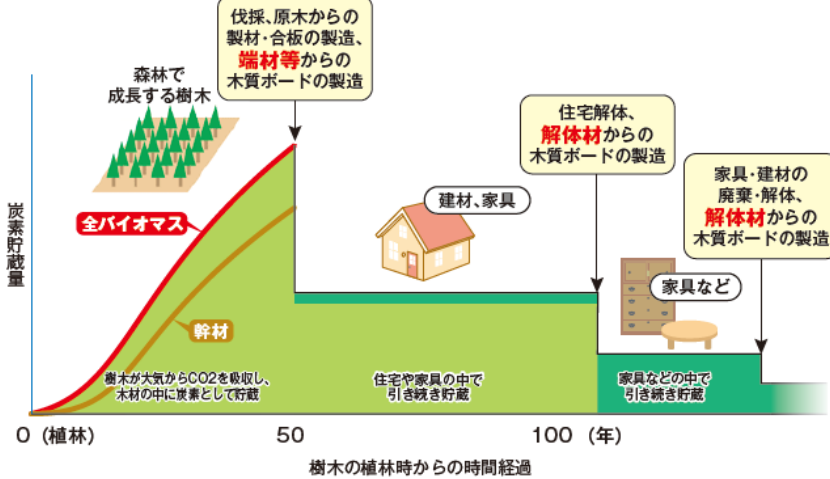 伐採、原木からの
製材・合板の製造、
端材等からの
木質ボードの製造
森林で
成長する樹木
住宅解体、
解体材からの
木質ボードの製造
家具・建材の
廃棄・解体、
解体材からの
木質ボードの製造
炭素貯蔵量
全バイオマス
建材、家具
家具など
幹材
樹木が大気からCO2を吸収し、
木材の中に炭素として貯蔵
住宅や家具の中で
引き続き貯蔵
家具などの中で
引き続き貯蔵
0（植林）
50
100（年）
樹木の植林時からの時間経過